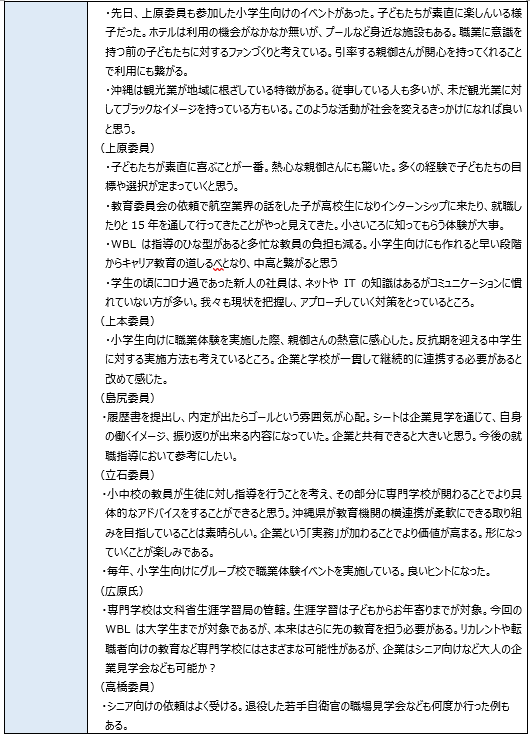 ・先日、上原委員も参加した小学生向けのイベントがあった。子どもたちが素直に楽しんいる様
子だった。ホテルは利用の機会がなかなか無いが、プールなど身近な施設もある。職業に意識を
持つ前の子どもたちに対するファンづくりと考えている。引率する親御さんが関心を持ってくれること
で利用にも繋がる。
・沖縄は観光業が地域に根ざしている特徴がある。従事している人も多いが、未だ観光業に対
してブラックなイメージを持っている方もいる。このような活動が社会を変えるきっかけになれば良い
と思う。
（上原委員）
・子どもたちが素直に喜ぶことが一番。熱心な親御さんにも驚いた。多くの経験で子どもたちの目
標や選択が定まっていくと思う。
・教育委員会の依頼で航空業界の話をした子が高校生になりインターンシップに来たり、就職し
たりと 15 年を通して行ってきたことがやっと見えてきた。小さいころに知ってもらう体験が大事。
・WBL は指導のひな型があると多忙な教員の負担も減る。小学生向けにも作れると早い段階
からキャリア教育の道しるべとなり、中高と繋がると思う
・学生の頃にコロナ過であった新人の社員は、ネットや IT の知識はあるがコミュニケーションに慣
れていない方が多い。我々も現状を把握し、アプローチしていく対策をとっているところ。
（上本委員）
・小学生向けに職業体験を実施した際、親御さんの熱意に感心した。反抗期を迎える中学生
に対する実施方法も考えているところ。企業と学校が一貫して継続的に連携する必要があると
改めて感じた。
（島尻委員）
・履歴書を提出し、内定が出たらゴールという雰囲気が心配。シートは企業見学を通じて、自身
の働くイメージ、振り返りが出来る内容になっていた。企業と共有できると大きいと思う。今後の就
職指導において参考にしたい。
（立石委員）
・小中校の教員が生徒に対し指導を行うことを考え、その部分に専門学校が関わることでより具
体的なアドバイスをすることができると思う。沖縄県が教育機関の横連携が柔軟にできる取り組
みを目指していることは素晴らしい。企業という「実務」が加わることでより価値が高まる。形になっ
ていくことが楽しみである。
・毎年、小学生向けにグループ校で職業体験イベントを実施している。良いヒントになった。
（広原氏）
・専門学校は文科省生涯学習局の管轄。生涯学習は子どもからお年寄りまでが対象。今回の
WBL は大学生までが対象であるが、本来はさらに先の教育を担う必要がある。リカレントや転
職者向けの教育など専門学校にはさまざまな可能性があるが、企業はシニア向けなど大人の企
業見学会なども可能か？
（高橋委員）
・シニア向けの依頼はよく受ける。退役した若手自衛官の職場見学会なども何度か行った例も
ある。